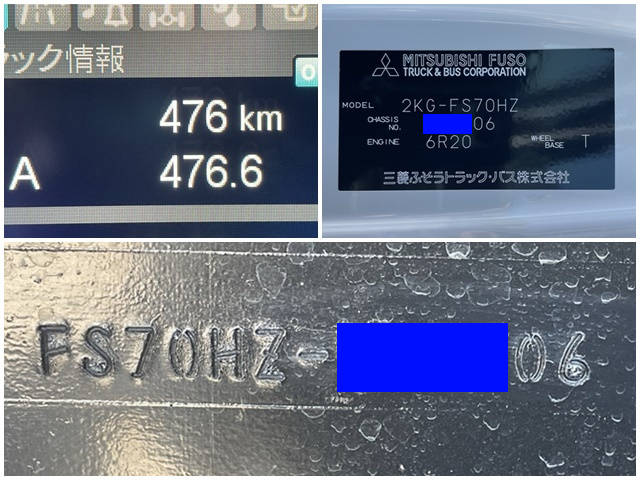 ラック情報
476 km
A 476.6
MITSUBISHI FUSO
TRUCK & BUS CORPORATION
MODEL 2KG-FS70HZ
CHASSIS NO. 06
ENGINE 6R20 WHEEL BASE T
三菱ふそうトラック・バス株式会社
FS70HZ- 06